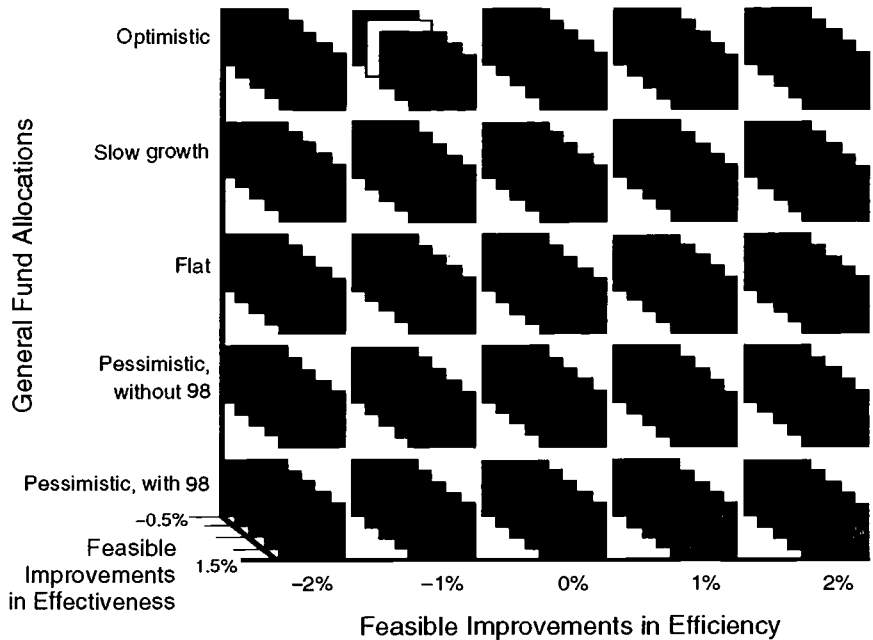 General Fund Allocations
Optimistic
Slow growth
Flat
Pessimistic,
without 98
Pessimistic, with 98
−0.5%
Feasible
1.5%
Improvements
in Effectiveness
−2%
−1%
0%
1%
2%
Feasible Improvements in Efficiency